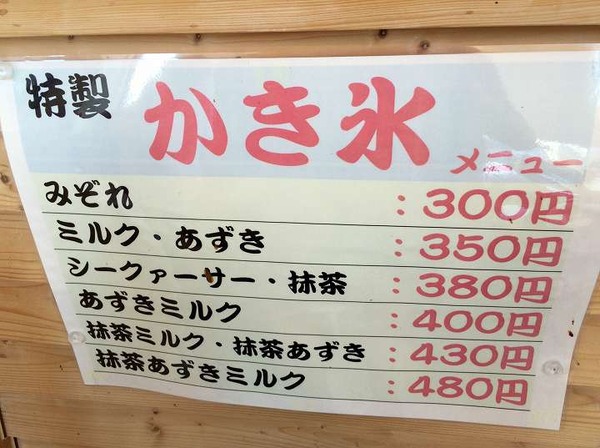 特製
かき氷
メニュー
みぞれ : 300円
ミルク・あずき : 350円
シークァーサー・抹茶 : 380円
あずきミルク : 400円
抹茶ミルク・抹茶あずき : 430円
抹茶あずきミルク : 480円